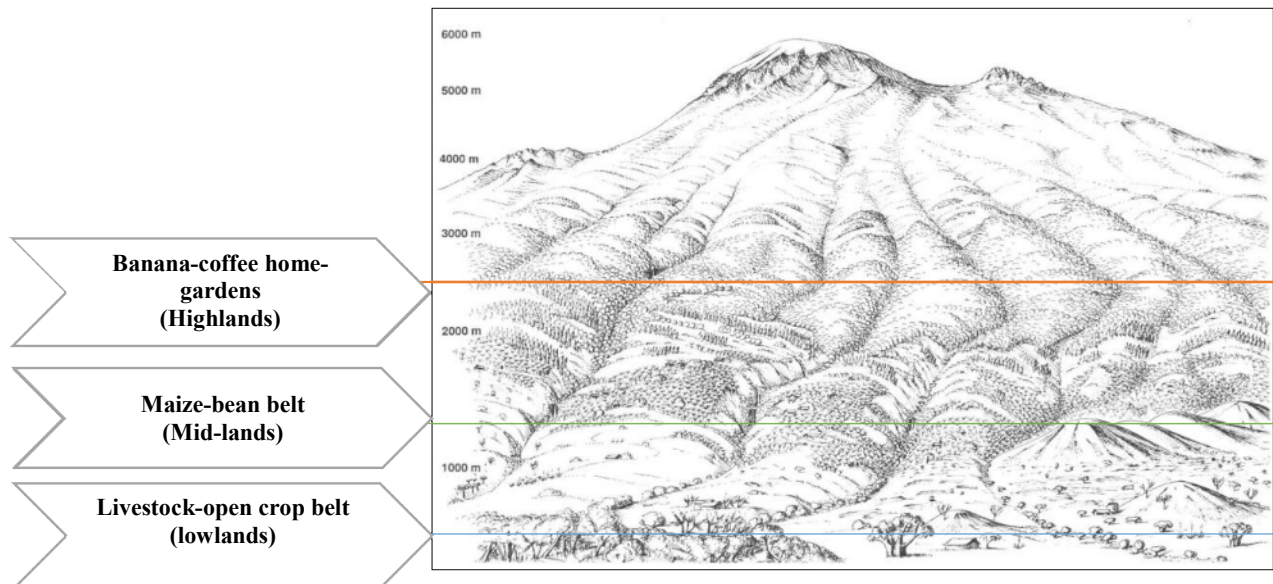 6000 m
5000 m
4000 m
3000 m
Banana-coffee home-
gardens
(Highlands)
2000 m
Maize-bean belt
(Mid-lands)
1000 m
Livestock-open crop belt
(lowlands)